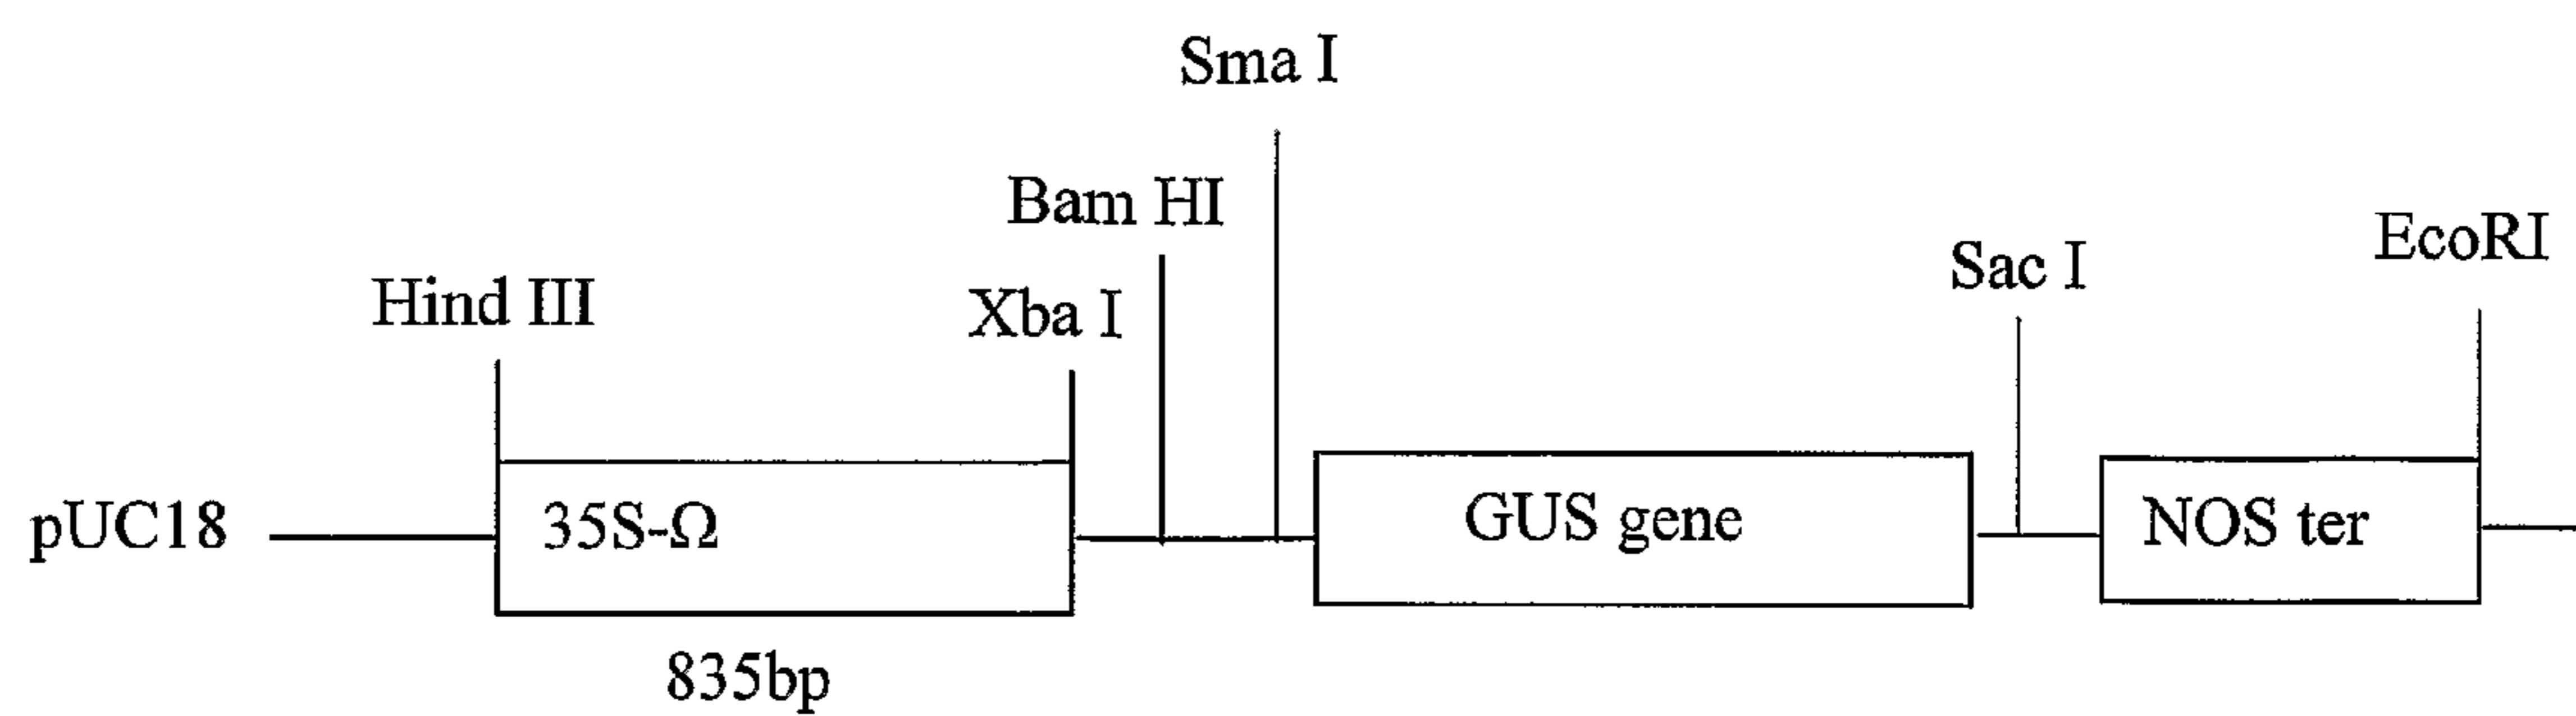 Sma I
Bam HI
EcoRI
Sac I
Hind III
Xba I
pUC18
35S-Ω
GUS gene
NOS ter
835bp